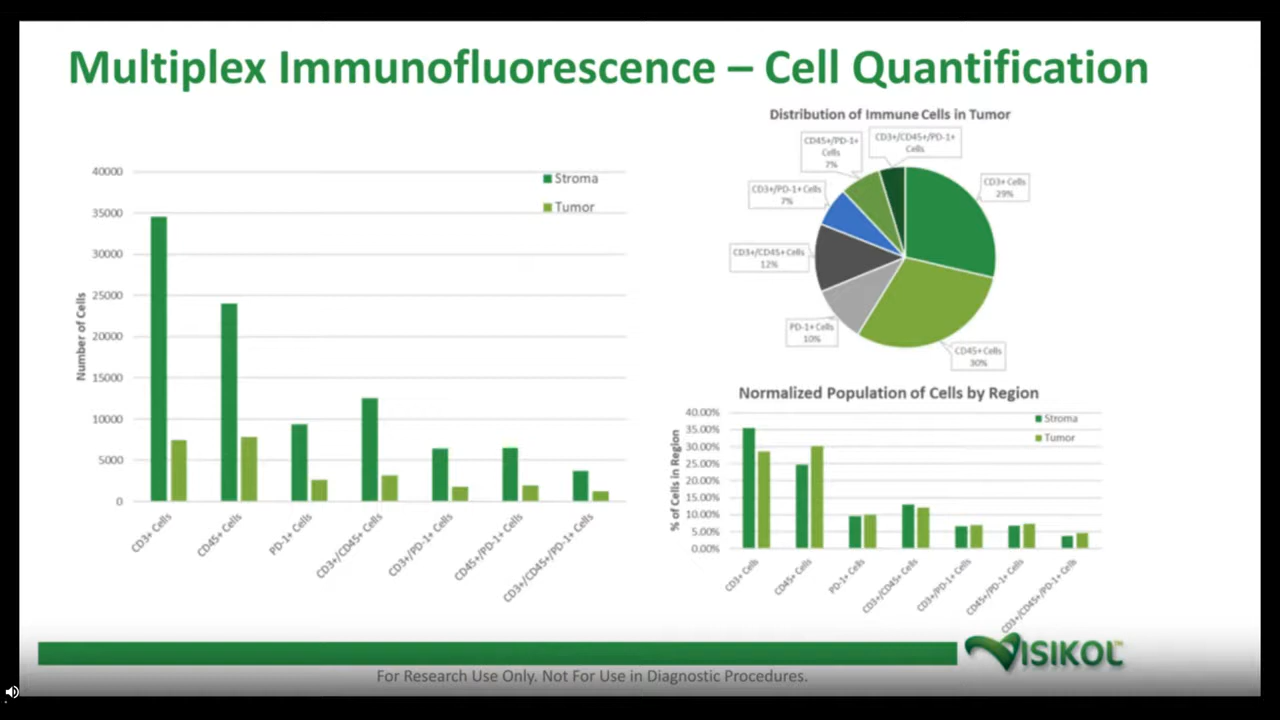 Multiplex Immunofluorescence – Cell Quantification
40000
35000
30000
25000
20000
15000
10000
5000
0
Number of Cells
Stroma
Tumor
CD3+ Cells
CD45+ Cells
PD-1+ Cells
CD3+/CD45+ Cells
CD3+/PD-1+ Cells
CD45+/PD-1+ Cells
CD3+/CD45+/PD-1+ Cells
Distribution of Immune Cells in Tumor
CD45+/PD-1+
Cells
7%
CD3+/CD45+/PD-1+
Cells
CD3+ Cells
29%
CD3+/PD-1+ Cells
7%
CD3+/CD45+ Cells
12%
PD-1+ Cells
10%
CD45+ Cells
30%
Normalized Population of Cells by Region
40.00%
35.00%
30.00%
25.00%
20.00%
15.00%
10.00%
5.00%
0.00%
% of Cells in Region
Stroma
Tumor
CD3+ Cells
CD45+ Cells
PD-1+ Cells
CD3+/CD45+ Cells
CD3+/PD-1+ Cells
CD45+/PD-1+ Cells
CD3+/CD45+/PD-1+ Cells
VISIKOL™
For Research Use Only. Not For Use in Diagnostic Procedures.